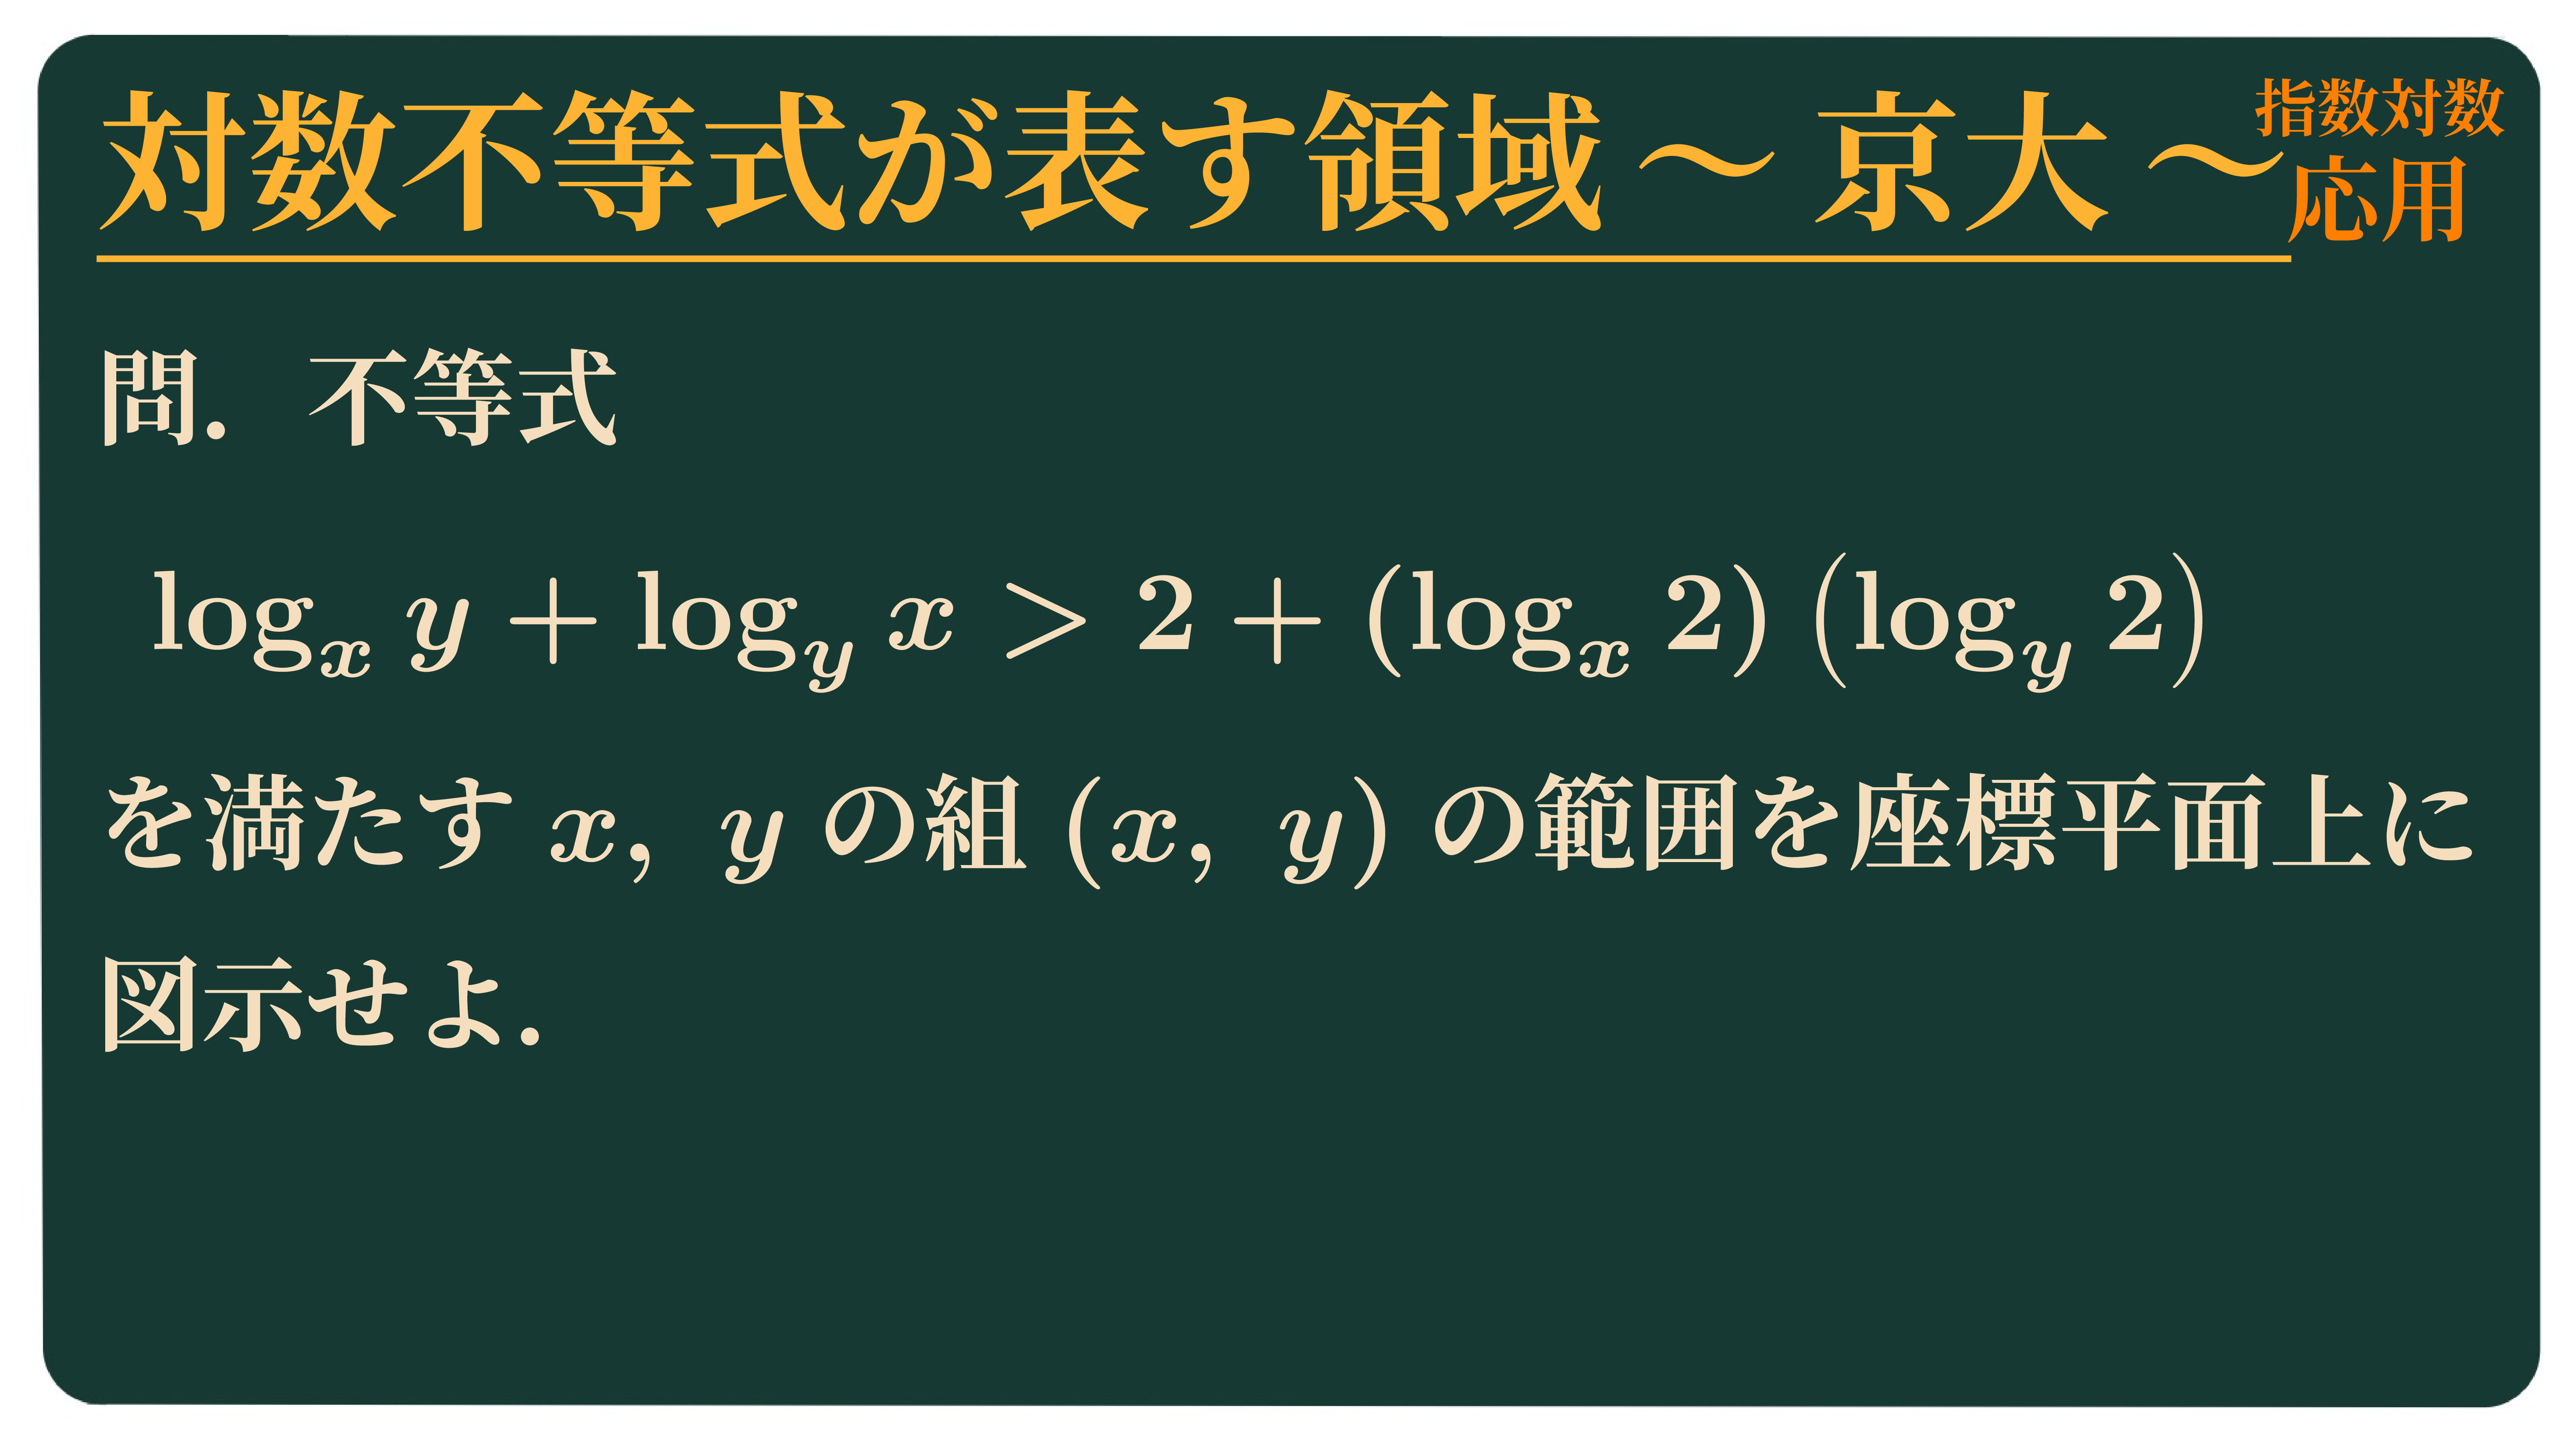 対数不等式が表す領域 ～ 京大 ～
指数対数
応用
問. 不等式
log_x y + log_y x > 2 + (log_x 2) (log_y 2)
を満たす x, y の組 (x, y) の範囲を座標平面上に
図示せよ.